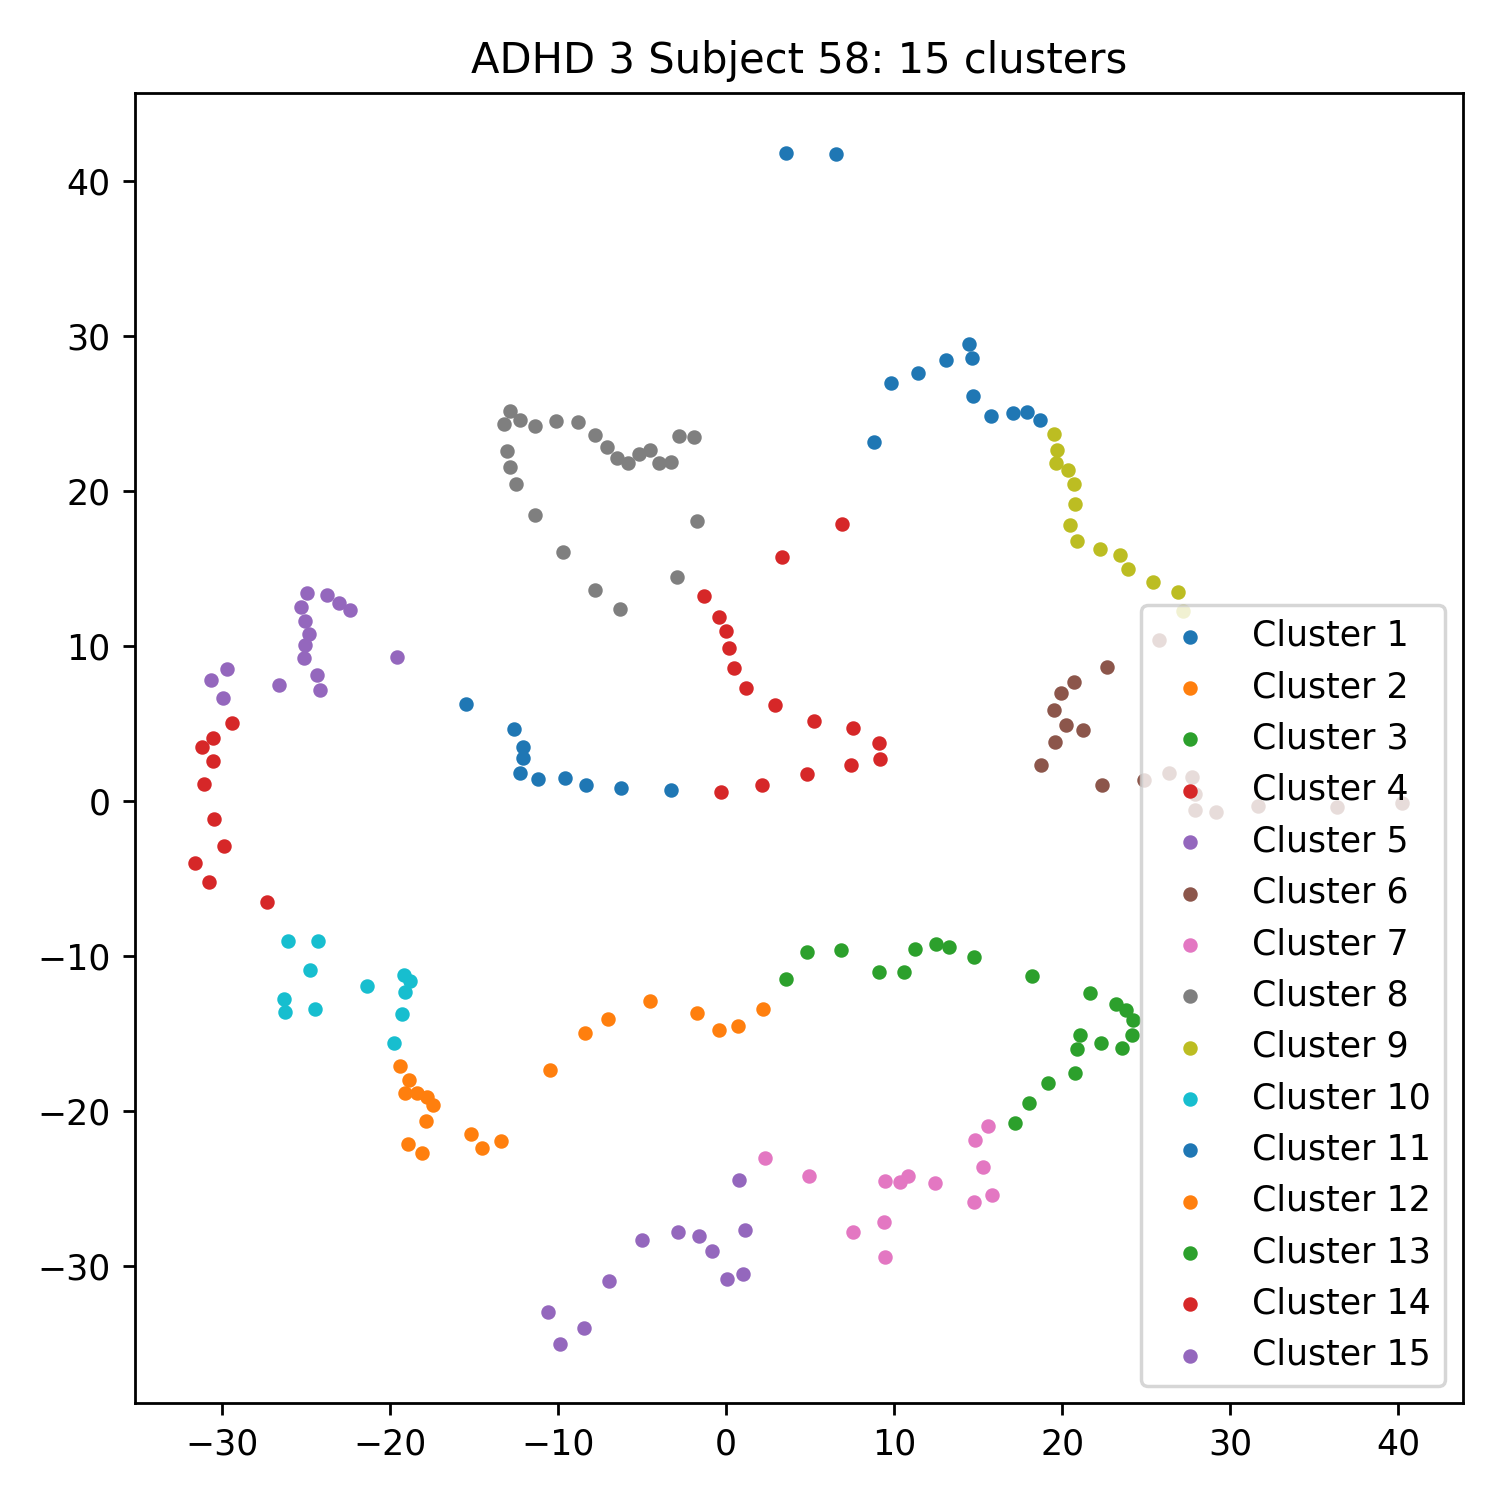 ADHD 3 Subject 58: 15 clusters
40
30
20
10
0
−10
−20
−30
−30
−20
−10
0
10
20
30
40
Cluster 1
Cluster 2
Cluster 3
Cluster 4
Cluster 5
Cluster 6
Cluster 7
Cluster 8
Cluster 9
Cluster 10
Cluster 11
Cluster 12
Cluster 13
Cluster 14
Cluster 15